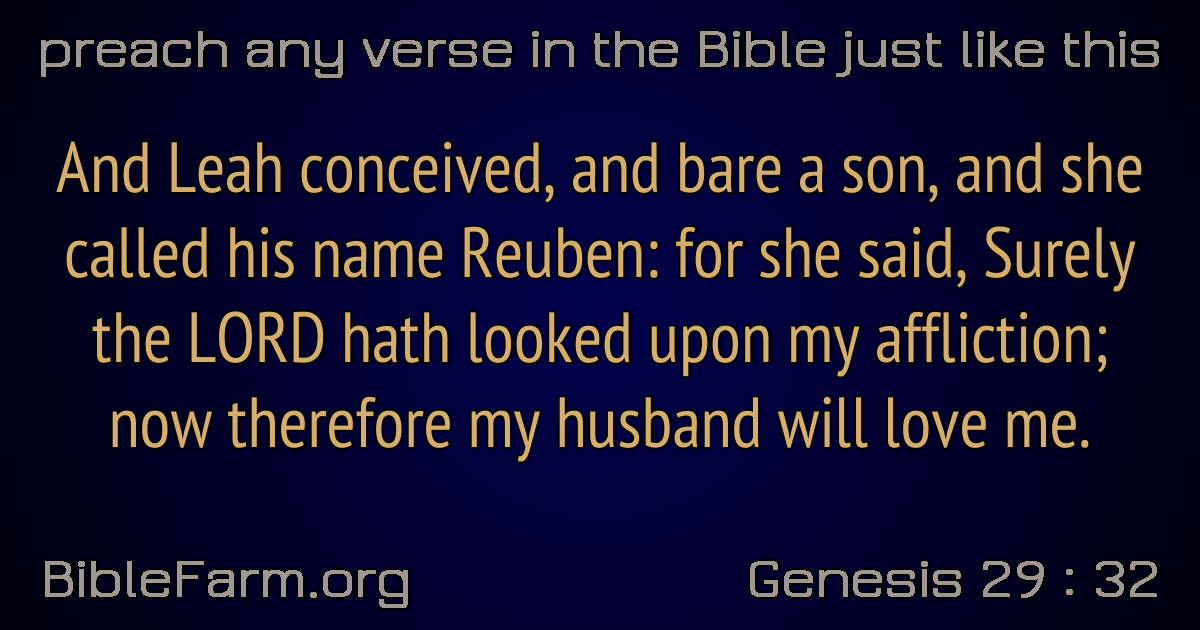 preach any verse in the Bible just like this
And Leah conceived, and bare a son, and she
called his name Reuben: for she said, Surely
the LORD hath looked upon my affliction;
now therefore my husband will love me.
BibleFarm.org
Genesis 29 : 32